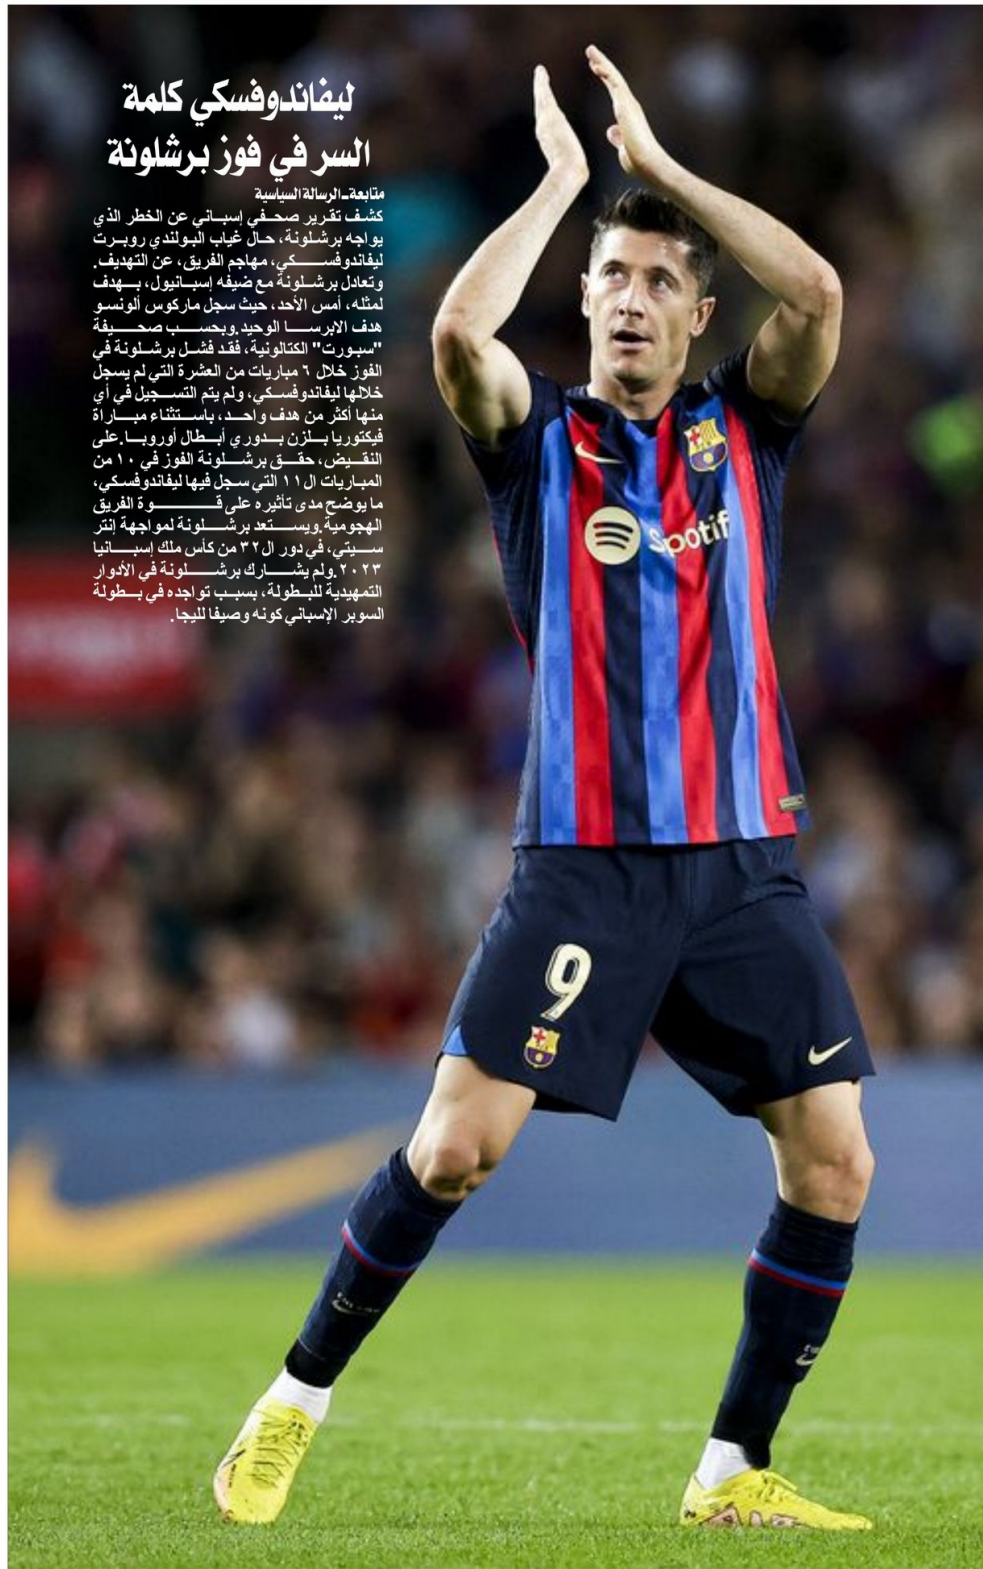 ليفاندوفسكي كلمة
السر في فوز برشلونة
متابعة-الرسالة السياسية
كشف تقرير صحفي إسباني عن الخطر الذي
يواجه برشلونة، حال غياب البولندي روبرت
ليفاندوفسكي، مهاجم الفريق، عن التهديف.
وتعادل برشلونة مع ضيفه إسبانيول، بهدف
لمثله، أمس الأحد، حيث سجل ماركوس ألونسو
هدف الابرسا الوحيد.وبحسب صحيفة
"سبورت" الكتالونية، فقد فشل برشلونة في
الفوز خلال ٦ مباريات من العشرة التي لم يسجل
خلالها ليفاندوفسكي، ولم يتم التسجيل في أي
منها أكثر من هدف واحد، باستثناء مباراة
فيكتوريا بلزن بدوري أبطال أوروبا.على
النقيض، حقق برشلونة الفوز في ١٠ من
المباريات ال ١١ التي سجل فيها ليفاندوفسكي،
ما يوضح مدى تأثيره على قوة الفريق
الهجومية.ويستعد برشلونة لمواجهة إنتر
سيتي، في دور ال٣٢ من كأس ملك إسبانيا
٢٠٢٣.ولم يشارك برشلونة في الأدوار
التمهيدية للبطولة، بسبب تواجده في بطولة
السوبر الإسباني كونه وصيفا لليجا.
Spotif
9